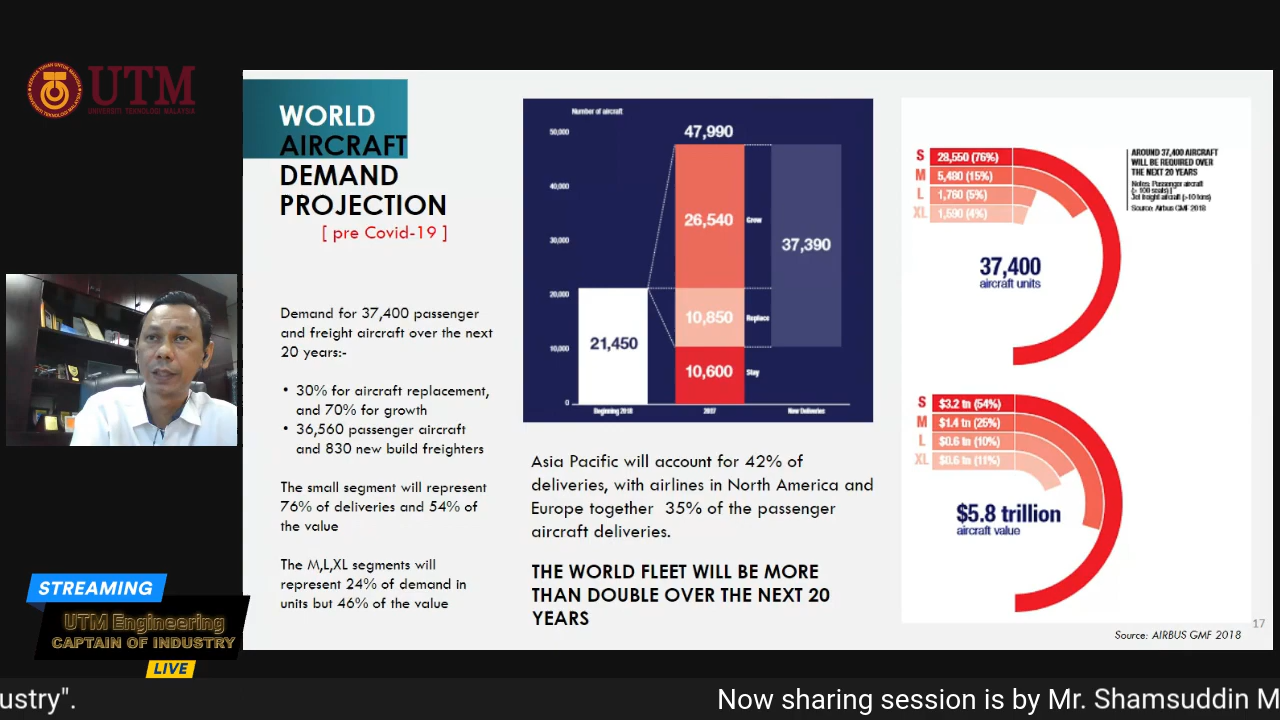 UTM
UNIVERSITI TEKNOLOGI MALAYSIA
WORLD
AIRCRAFT
DEMAND
PROJECTION
[ pre Covid-19 ]
Demand for 37,400 passenger
and freight aircraft over the next
20 years:-
• 30% for aircraft replacement,
and 70% for growth
• 36,560 passenger aircraft
and 830 new build freighters
The small segment will represent
76% of deliveries and 54% of
the value
The M,L,XL segments will
represent 24% of demand in
units but 46% of the value
Number of aircraft
50,000
40,000
30,000
20,000
10,000
0
47,990
26,540
Grow
10,850
Replace
10,600
Stay
21,450
37,390
Beginning 2018
2037
New Deliveries
Asia Pacific will account for 42% of
deliveries, with airlines in North America and
Europe together 35% of the passenger
aircraft deliveries.
THE WORLD FLEET WILL BE MORE
THAN DOUBLE OVER THE NEXT 20
YEARS
S 28,550 (76%)
M 5,480 (15%)
L 1,760 (5%)
XL 1,590 (4%)
37,400
aircraft units
AROUND 37,400 AIRCRAFT
WILL BE REQUIRED OVER
THE NEXT 20 YEARS
Notes: Passenger aircraft
(> 100 seats) |
Jet freight aircraft (>10 tons)
Source: Airbus GMF 2018
S $3.2 tn (54%)
M $1.4 tn (25%)
L $0.6 tn (10%)
XL $0.6 tn (11%)
$5.8 trillion
aircraft value
17
Source: AIRBUS GMF 2018
STREAMING
UTM Engineering
CAPTAIN OF INDUSTRY
LIVE
ustry".
Now sharing session is by Mr. Shamsuddin M